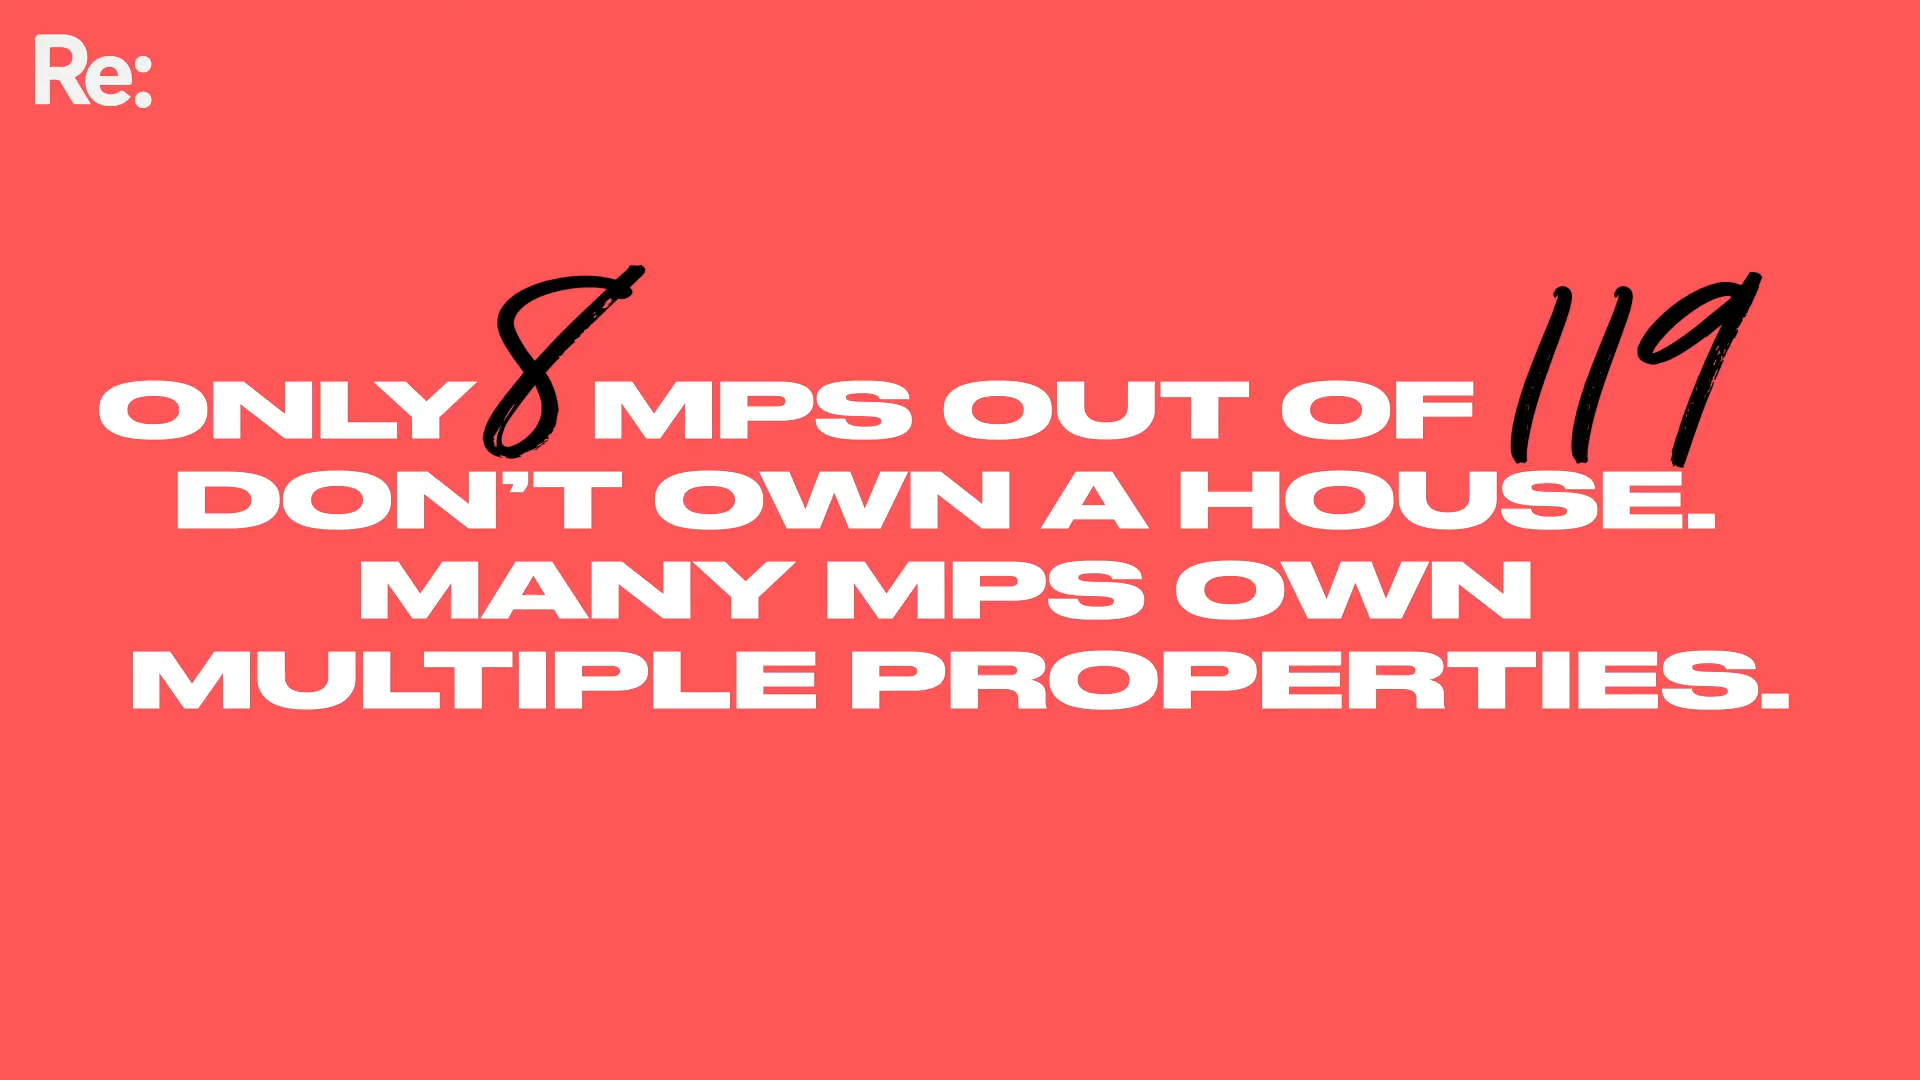 Re:
ONLY 8 MPS OUT OF 119
DON'T OWN A HOUSE.
MANY MPS OWN
MULTIPLE PROPERTIES.